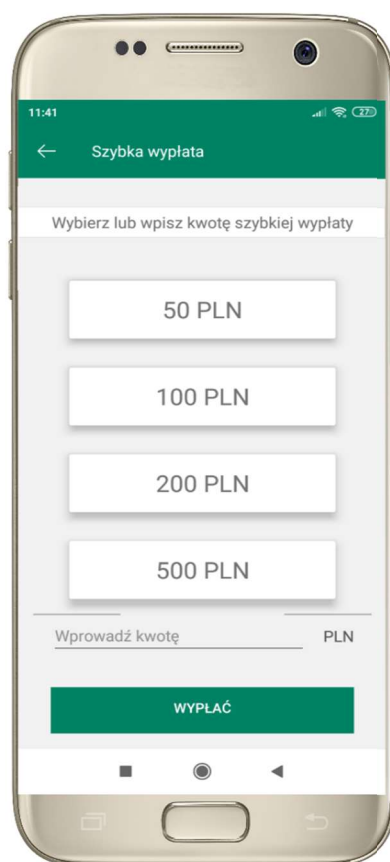 11:41
27
Szybka wypłata
Wybierz lub wpisz kwotę szybkiej wypłaty
50 PLN
100 PLN
200 PLN
500 PLN
Wprowadź kwotę PLN
WYPŁAĆ